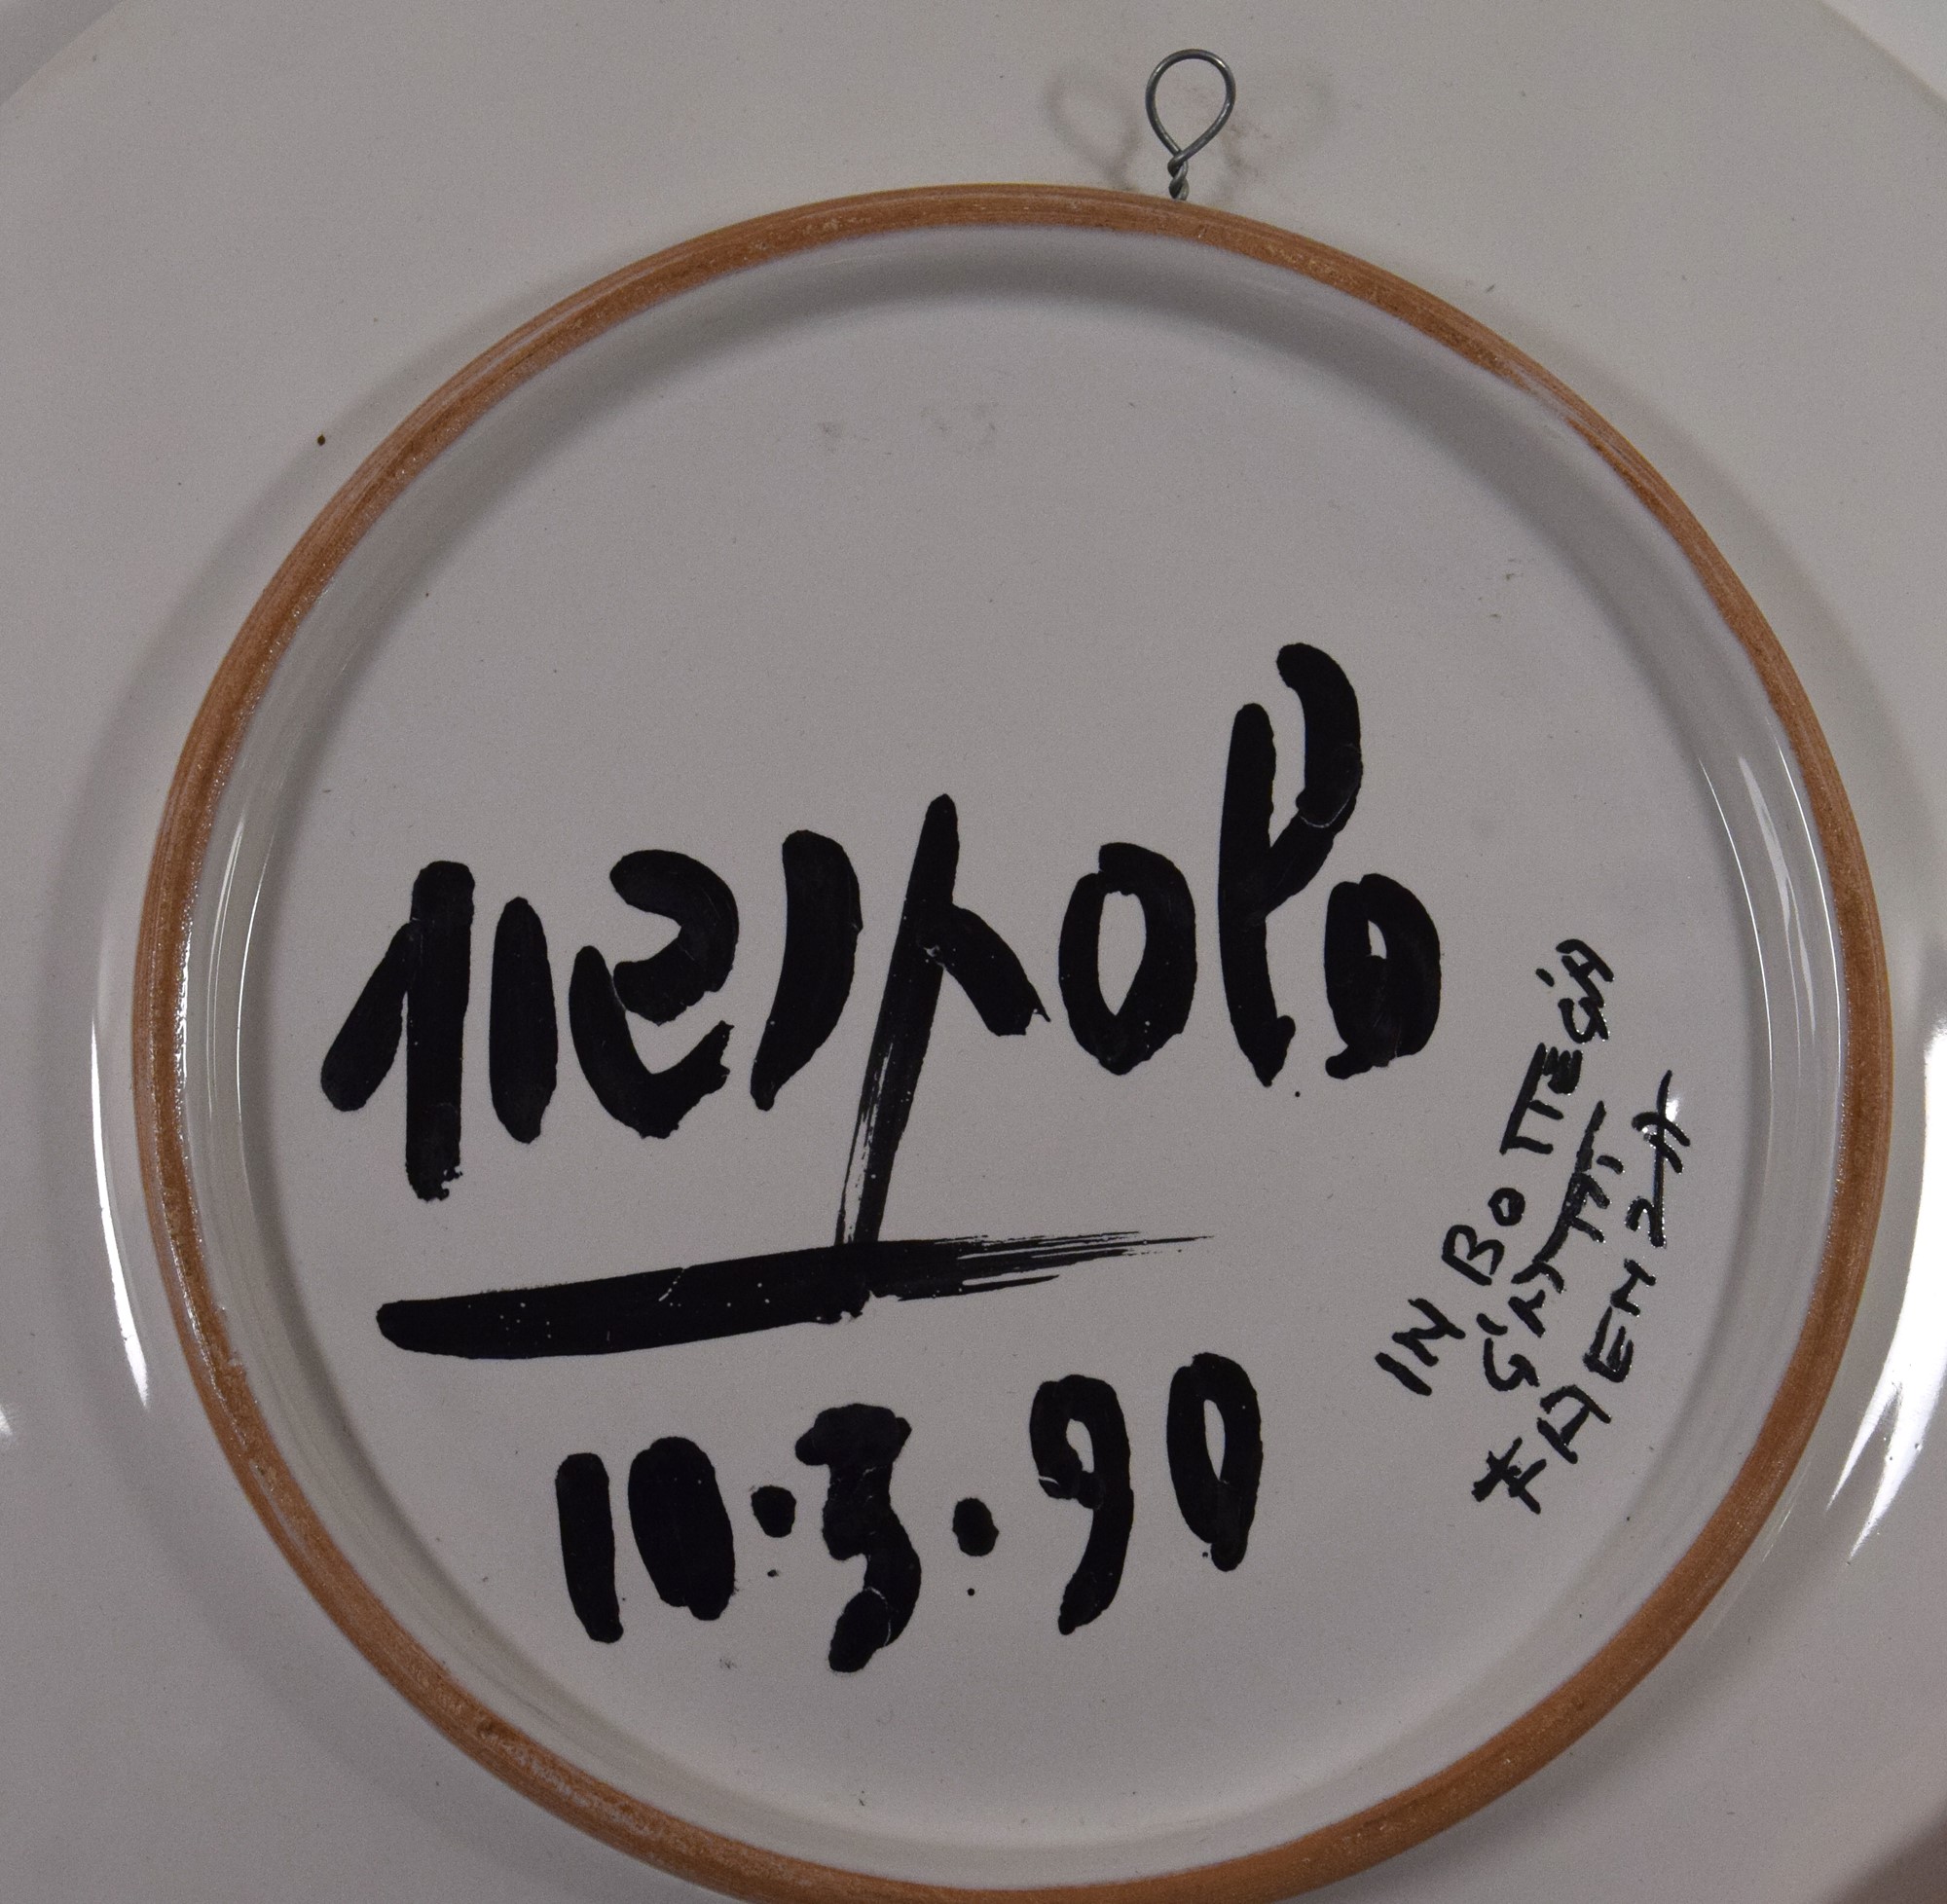 nespolo
10.3.90
IN BOTTEGA
GATTI
FAENZA